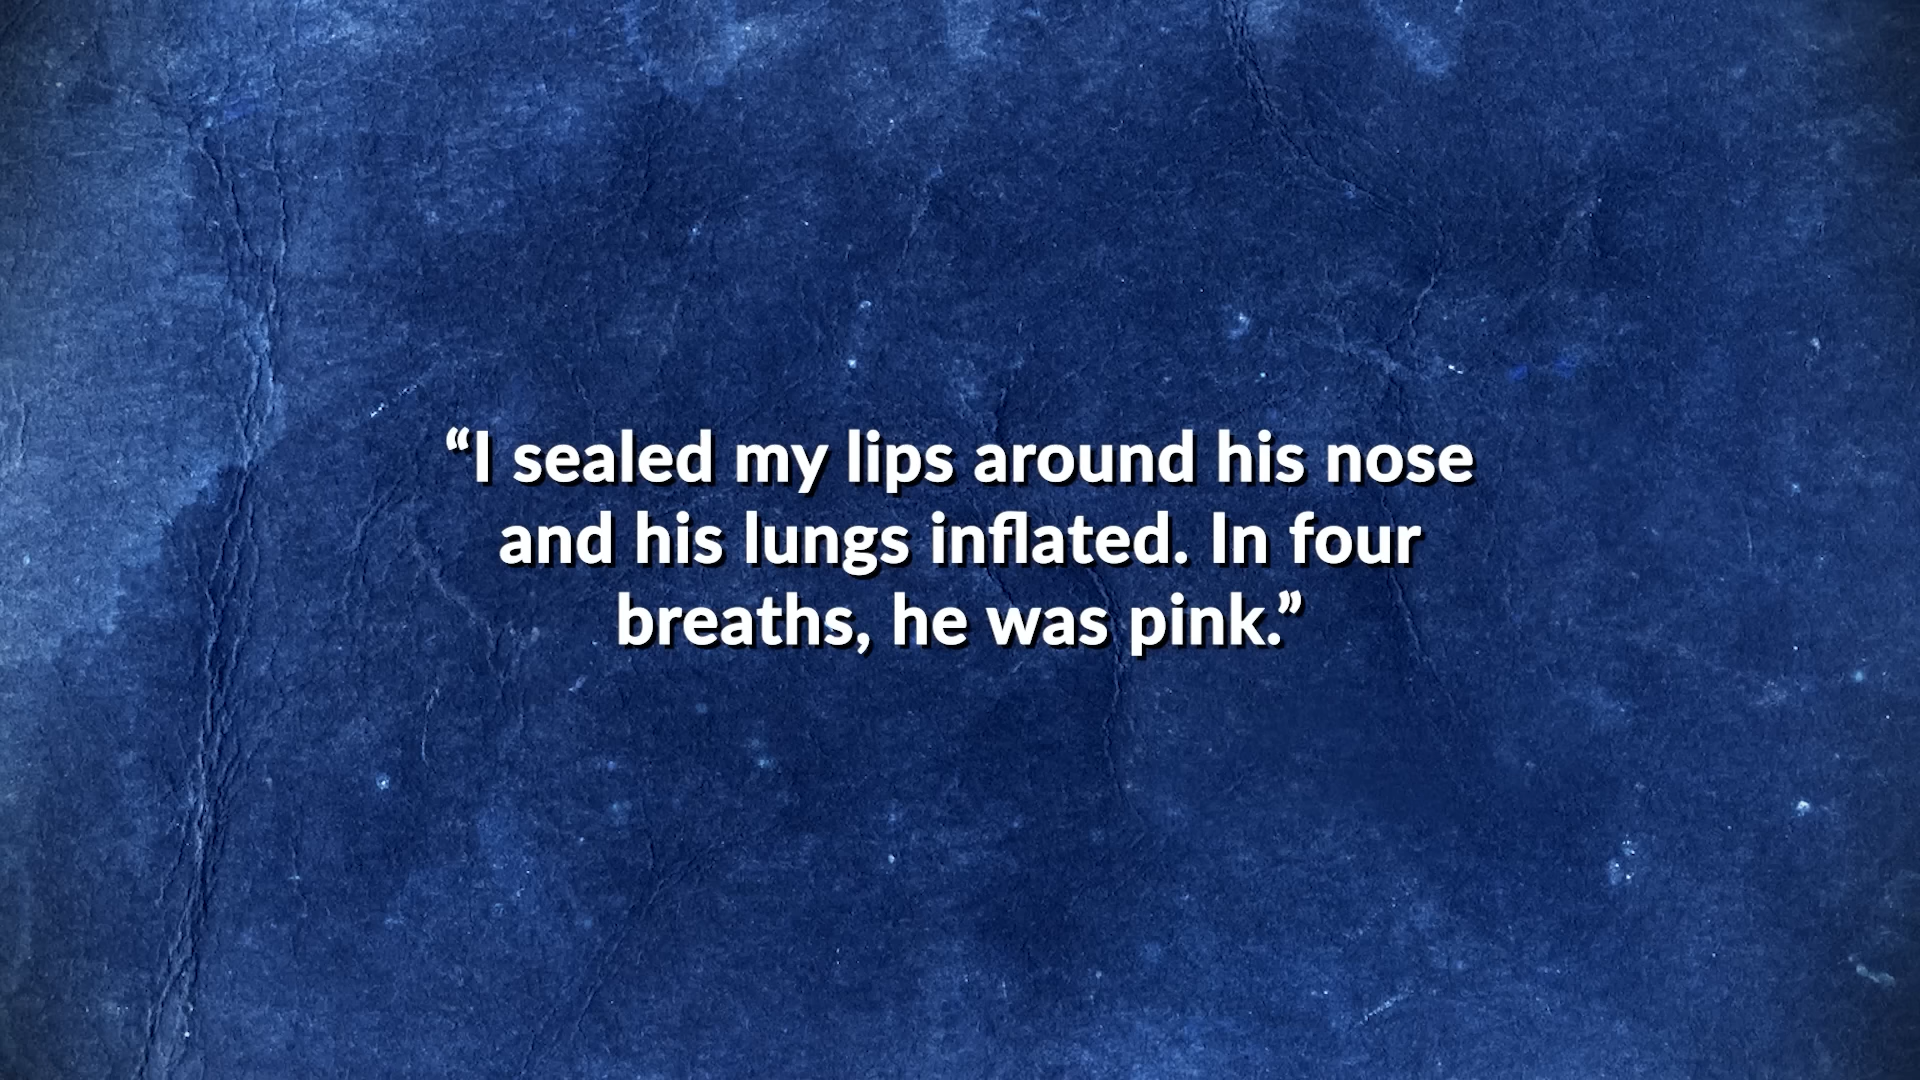 “I sealed my lips around his nose
and his lungs inflated. In four
breaths, he was pink.”